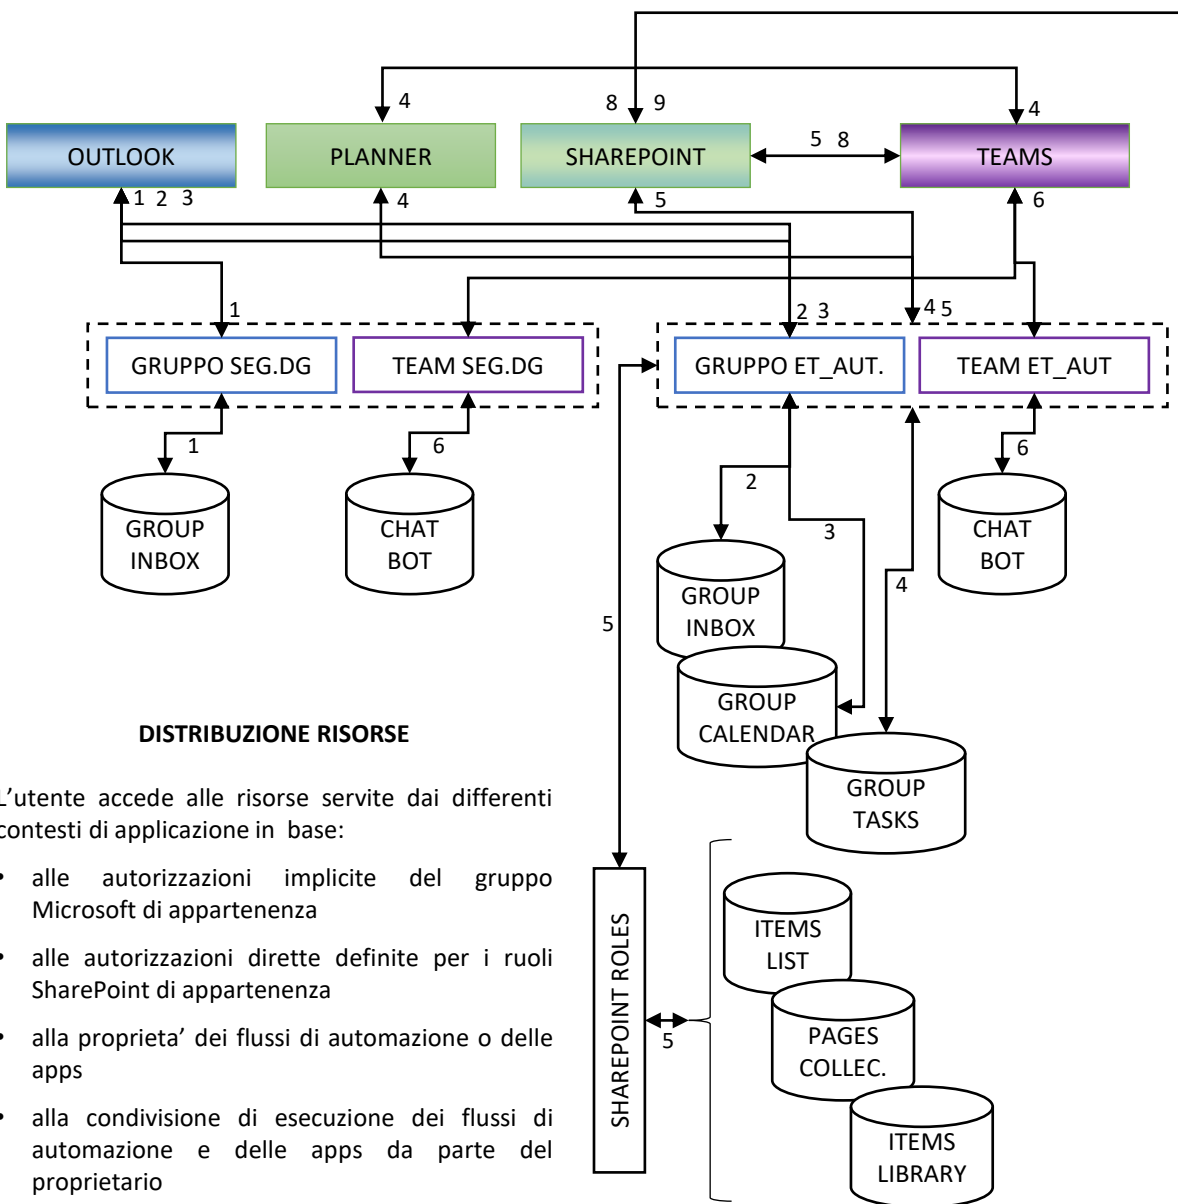 4
8 9
4
OUTLOOK
PLANNER
SHAREPOINT
5 8
TEAMS
1 2 3
4
5
6
1
2 3
4 5
GRUPPO SEG.DG
TEAM SEG.DG
GRUPPO ET_AUT.
TEAM ET_AUT
1
6
2
3
4
6
GROUP
INBOX
CHAT
BOT
GROUP
INBOX
CHAT
BOT
5
GROUP
CALENDAR
GROUP
TASKS
DISTRIBUZIONE RISORSE
L’utente accede alle risorse servite dai differenti
contesti di applicazione in base:
• alle autorizzazioni implicite del gruppo
Microsoft di appartenenza
• alle autorizzazioni dirette definite per i ruoli
SharePoint di appartenenza
• alla proprieta’ dei flussi di automazione o delle
apps
• alla condivisione di esecuzione dei flussi di
automazione e delle apps da parte del
proprietario
SHAREPOINT ROLES
5
ITEMS
LIST
PAGES
COLLEC.
ITEMS
LIBRARY